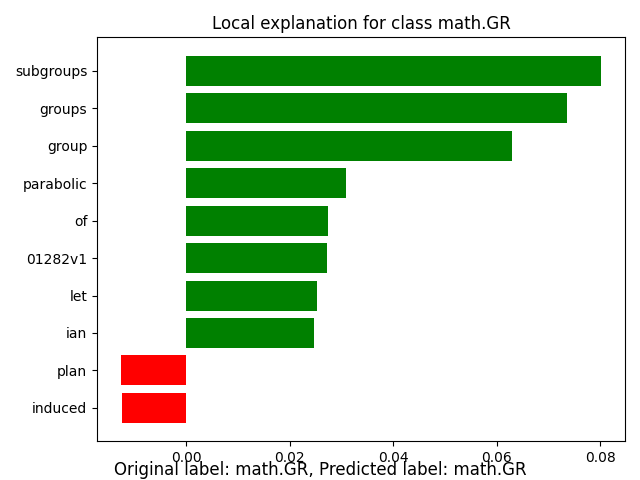 Local explanation for class math.GR
subgroups
groups
group
parabolic
of
01282v1
let
ian
plan
induced
0.00 0.02 0.04 0.06 0.08
Original label: math.GR, Predicted label: math.GR